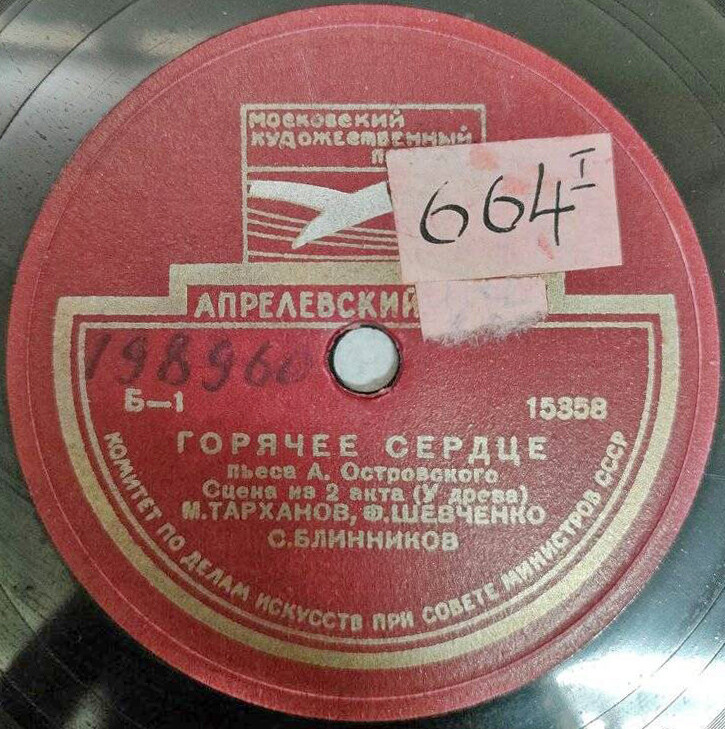 МОСКОВСКИЙ
ХУДОЖЕСТВЕННЫЙ
664 I
АПРЕЛЕВСКИЙ
Б—1
15358
ГОРЯЧЕЕ СЕРДЦЕ
пьеса А. Островского
Сцена из 2 акта (У древа)
М.ТАРХАНОВ, Ф.ШЕВЧЕНКО
С.БЛИННИКОВ
КОМИТЕТ ПО ДЕЛАМ ИСКУССТВ ПРИ СОВЕТЕ МИНИСТРОВ СССР